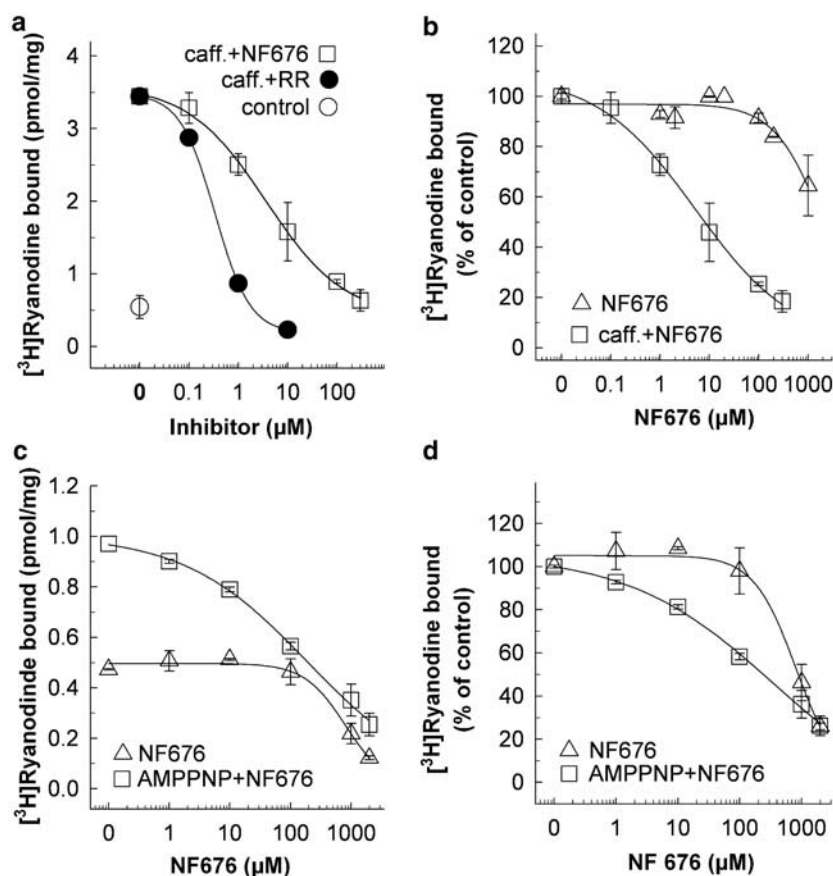 a
[³H]Ryanodine bound (pmol/mg)
4
3
2
1
0
caff.+NF676
caff.+RR
control
0 0.1 1 10 100
Inhibitor (µM)
b
[³H]Ryanodine bound
(% of control)
120
100
80
60
40
20
0
NF676
caff.+NF676
0 0.1 1 10 100 1000
NF676 (µM)
c
[³H]Ryanodinde bound (pmol/mg)
1.2
1.0
0.8
0.6
0.4
0.2
0.0
NF676
AMPPNP+NF676
0 1 10 100 1000
NF676 (µM)
d
[³H]Ryanodine bound
(% of control)
120
100
80
60
40
20
0
NF676
AMPPNP+NF676
0 1 10 100 1000
NF 676 (µM)